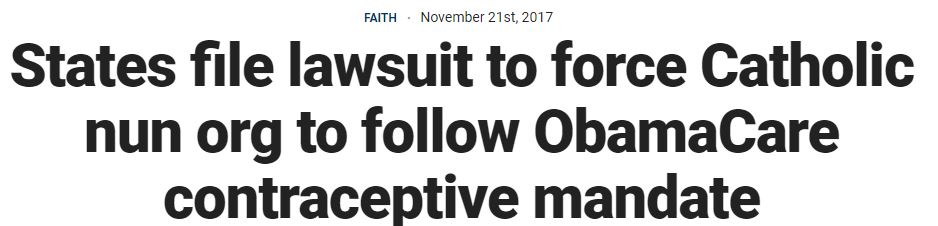 FAITH · November 21st, 2017
States file lawsuit to force Catholic
nun org to follow ObamaCare
contraceptive mandate